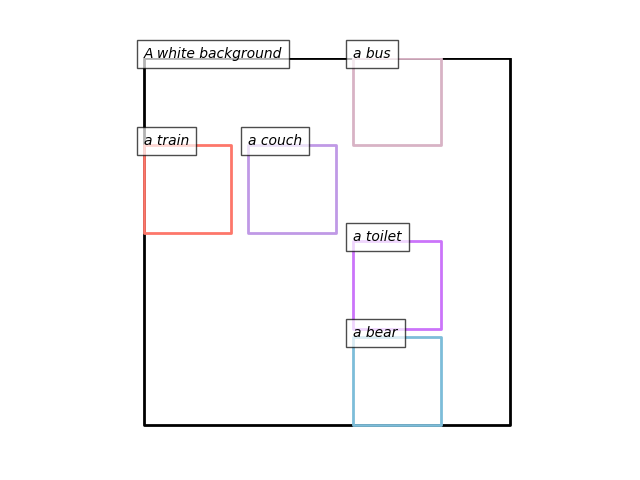 A white background
a bus
a train
a couch
a toilet
a bear